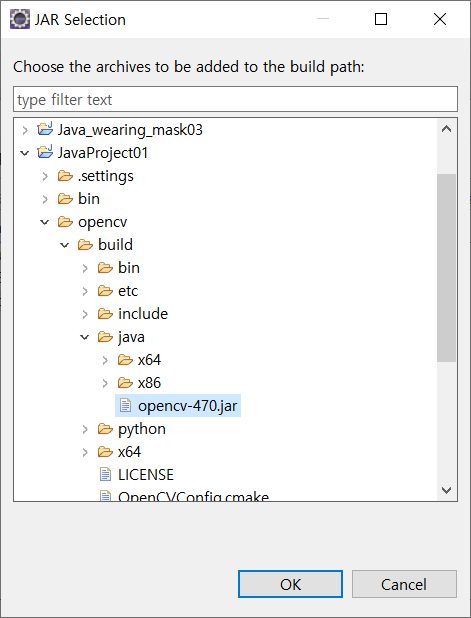 JAR Selection
Choose the archives to be added to the build path:
type filter text
Java_wearing_mask03
JavaProject01
.settings
bin
opencv
build
bin
etc
include
java
x64
x86
opencv-470.jar
python
x64
LICENSE
OpenCVConfig.cmake
OK
Cancel